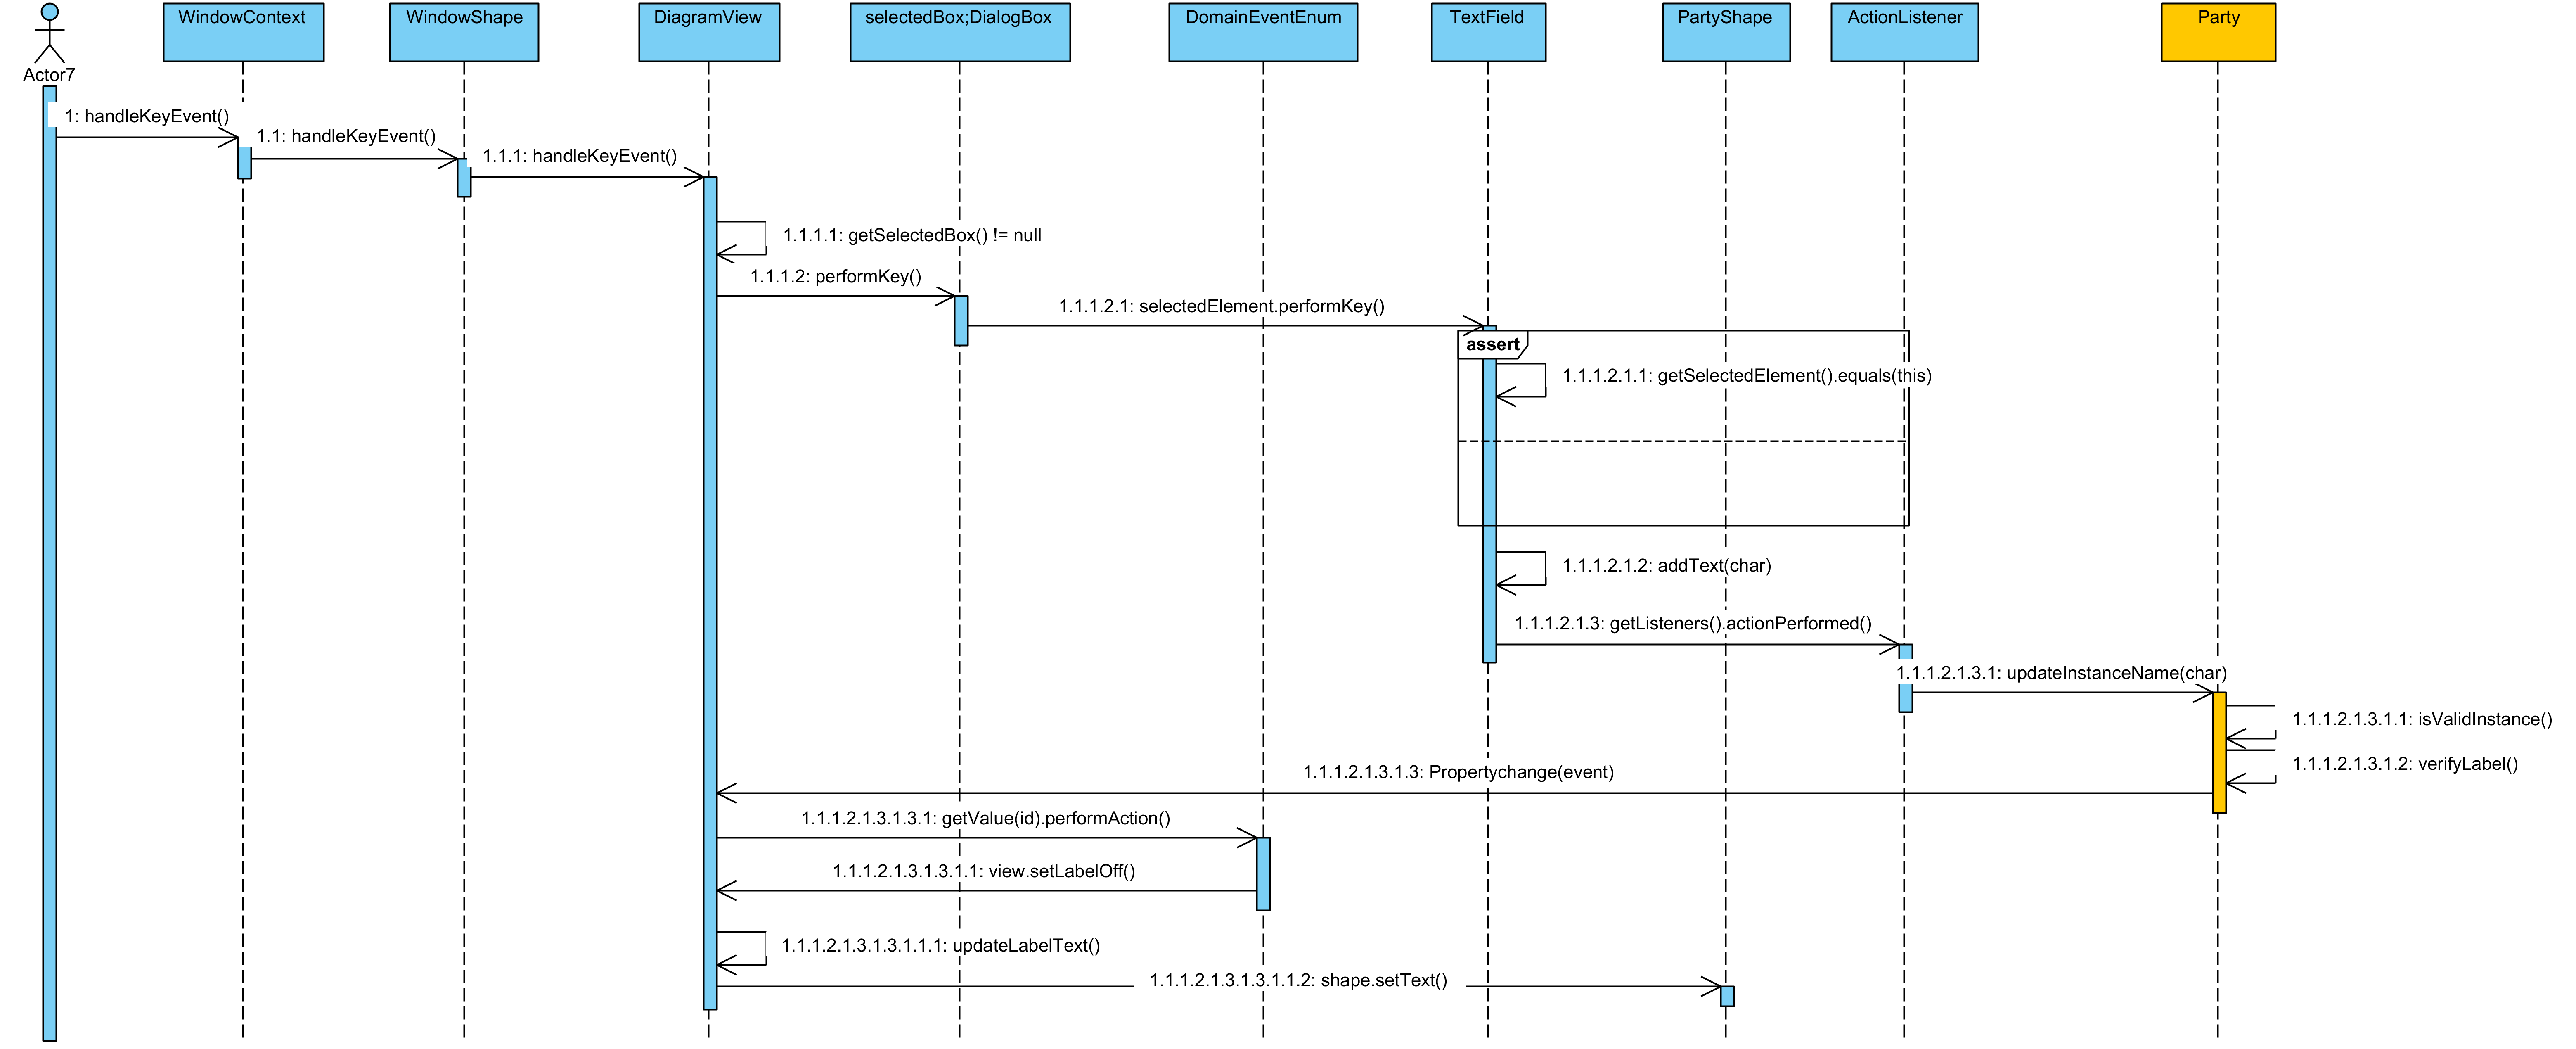 WindowContext
WindowShape
DiagramView
selectedBox;DialogBox
DomainEventEnum
TextField
PartyShape
ActionListener
Party
Actor7
1: handleKeyEvent()
1.1: handleKeyEvent()
1.1.1: handleKeyEvent()
1.1.1.1: getSelectedBox() != null
1.1.1.2: performKey()
1.1.1.2.1: selectedElement.performKey()
assert
1.1.1.2.1.1: getSelectedElement().equals(this)
1.1.1.2.1.2: addText(char)
1.1.1.2.1.3: getListeners().actionPerformed()
1.1.1.2.1.3.1: updateInstanceName(char)
1.1.1.2.1.3.1.1: isValidInstance()
1.1.1.2.1.3.1.2: verifyLabel()
1.1.1.2.1.3.1.3: Propertychange(event)
1.1.1.2.1.3.1.3.1: getValue(id).performAction()
1.1.1.2.1.3.1.3.1.1: view.setLabelOff()
1.1.1.2.1.3.1.3.1.1.1: updateLabelText()
1.1.1.2.1.3.1.3.1.1.2: shape.setText()